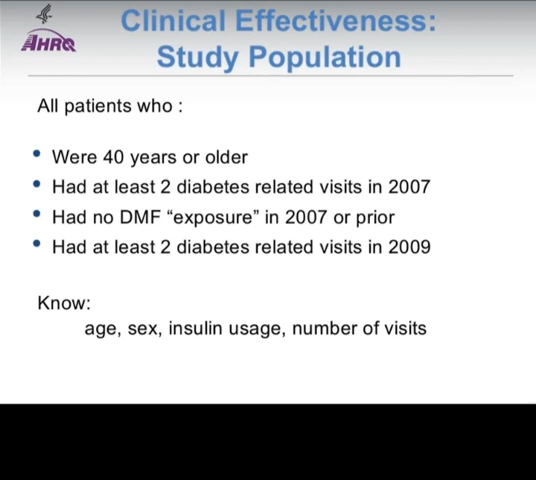 Clinical Effectiveness:
AHRQ
Study Population
All patients who :
• Were 40 years or older
• Had at least 2 diabetes related visits in 2007
• Had no DMF “exposure” in 2007 or prior
• Had at least 2 diabetes related visits in 2009
Know:
age, sex, insulin usage, number of visits